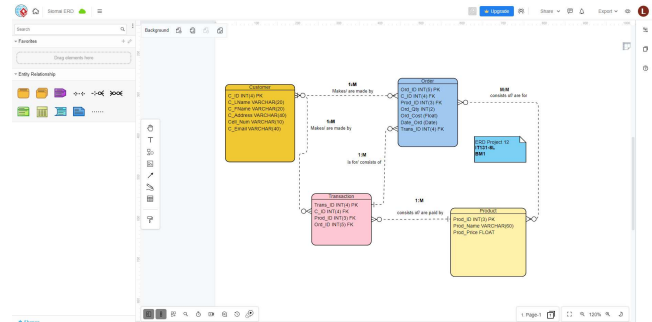 biomé ERD
Upgrade
Share
Export
L
Search
Background
Favorites
Drag elements here
Entity Relationship
Customer
C_ID INT(4) PK
C_LName VARCHAR(20)
C_FName VARCHAR(20)
C_Address VARCHAR(40)
Cell_Num VARCHAR(10)
C_Email VARCHAR(40)
1:M
Makes/ are made by
Order
Ord_ID INT(5) PK
C_ID INT(4) FK
Prod_ID INT(3) FK
Ord_Qty INT(2)
Ord_Cost (Float)
Date_Ord (Date)
Trans_ID INT(4) FK
M:M
consists of/ are for
1:M
Makes/ are made by
1:M
is for/ consists of
ERD Project 12
IT131-8L
BM1
Transaction
Trans_ID INT(4) PK
C_ID INT(4) FK
Prod_ID INT(3) FK
Ord_ID INT(5) FK
1:M
consists of/ are paid by
Product
Prod_ID INT(3) PK
Prod_Name VARCHAR(60)
Prod_Price FLOAT
1. Page-1
120%